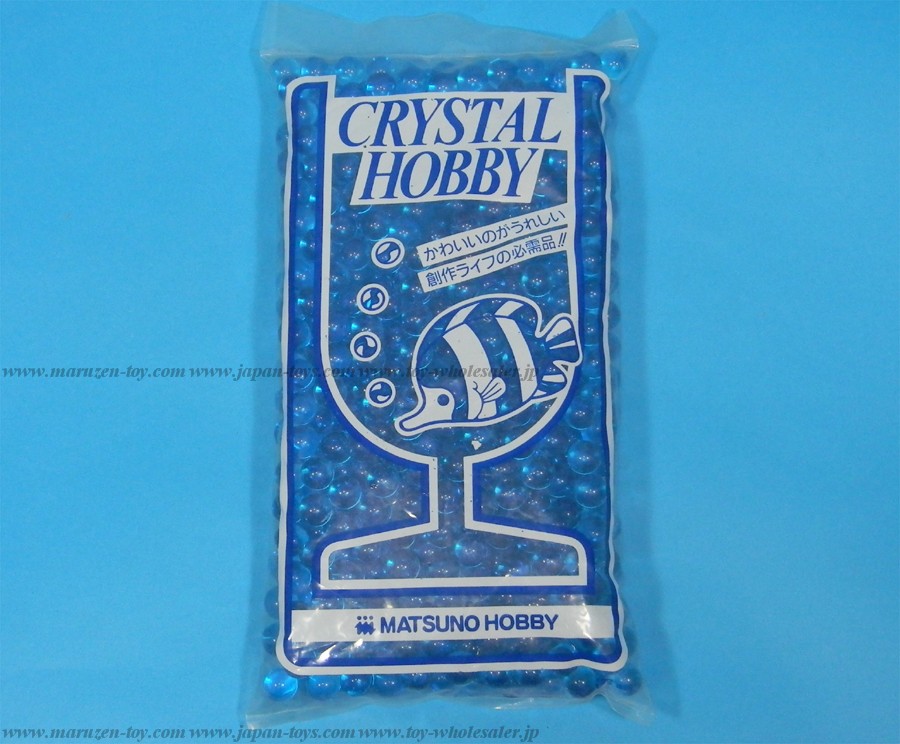 CRYSTAL
HOBBY
かわいいのがうれしい
創作ライフの必需品!!
www.maruzen-toy.com www.japan-toys.com www.toy-wholesaler.jp
MATSUNO HOBBY
www.maruzen-toy.com www.japan-toys.com www.toy-wholesaler.jp